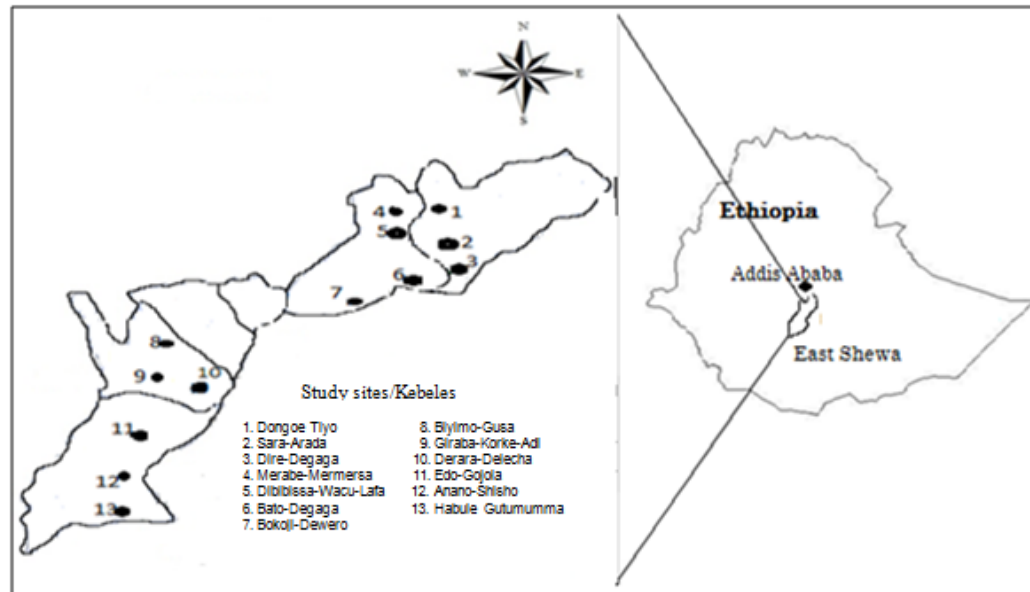 N
W
E
S
4
1
5
2
3
6
7
8
9
10
11
12
13
Study sites/Kebeles
1. Dongoe Tiyo
2. Sara-Arada
3. Dire-Degaga
4. Merabe-Mermersa
5. Dibibissa-Wacu-Lafa
6. Bato-Degaga
7. Bokoji-Dewero
8. Biyimo-Gusa
9. Giraba-Korke-Adi
10. Derara-Delecha
11. Edo-Gojola
12. Anano-Shisho
13. Habule Gutumumma
Ethiopia
Addis Ababa
East Shewa